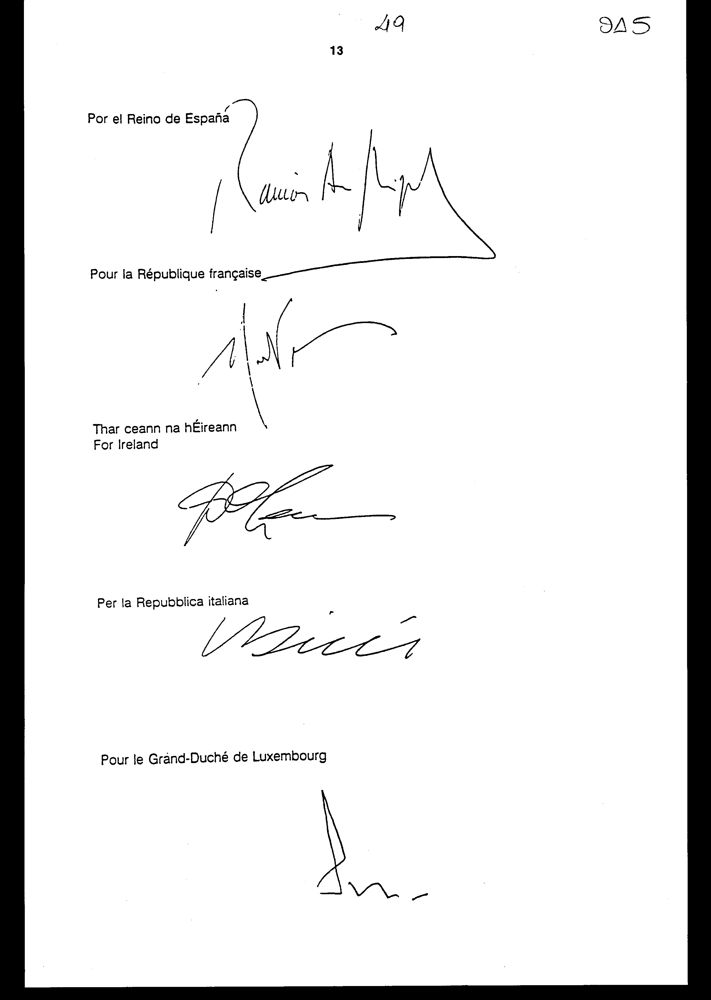 49
13
Por el Reino de España
Ramón
Pour la République française
Thar ceann na hÉireann
For Ireland
Per la Repubblica italiana
Pour le Grand-Duché de Luxembourg